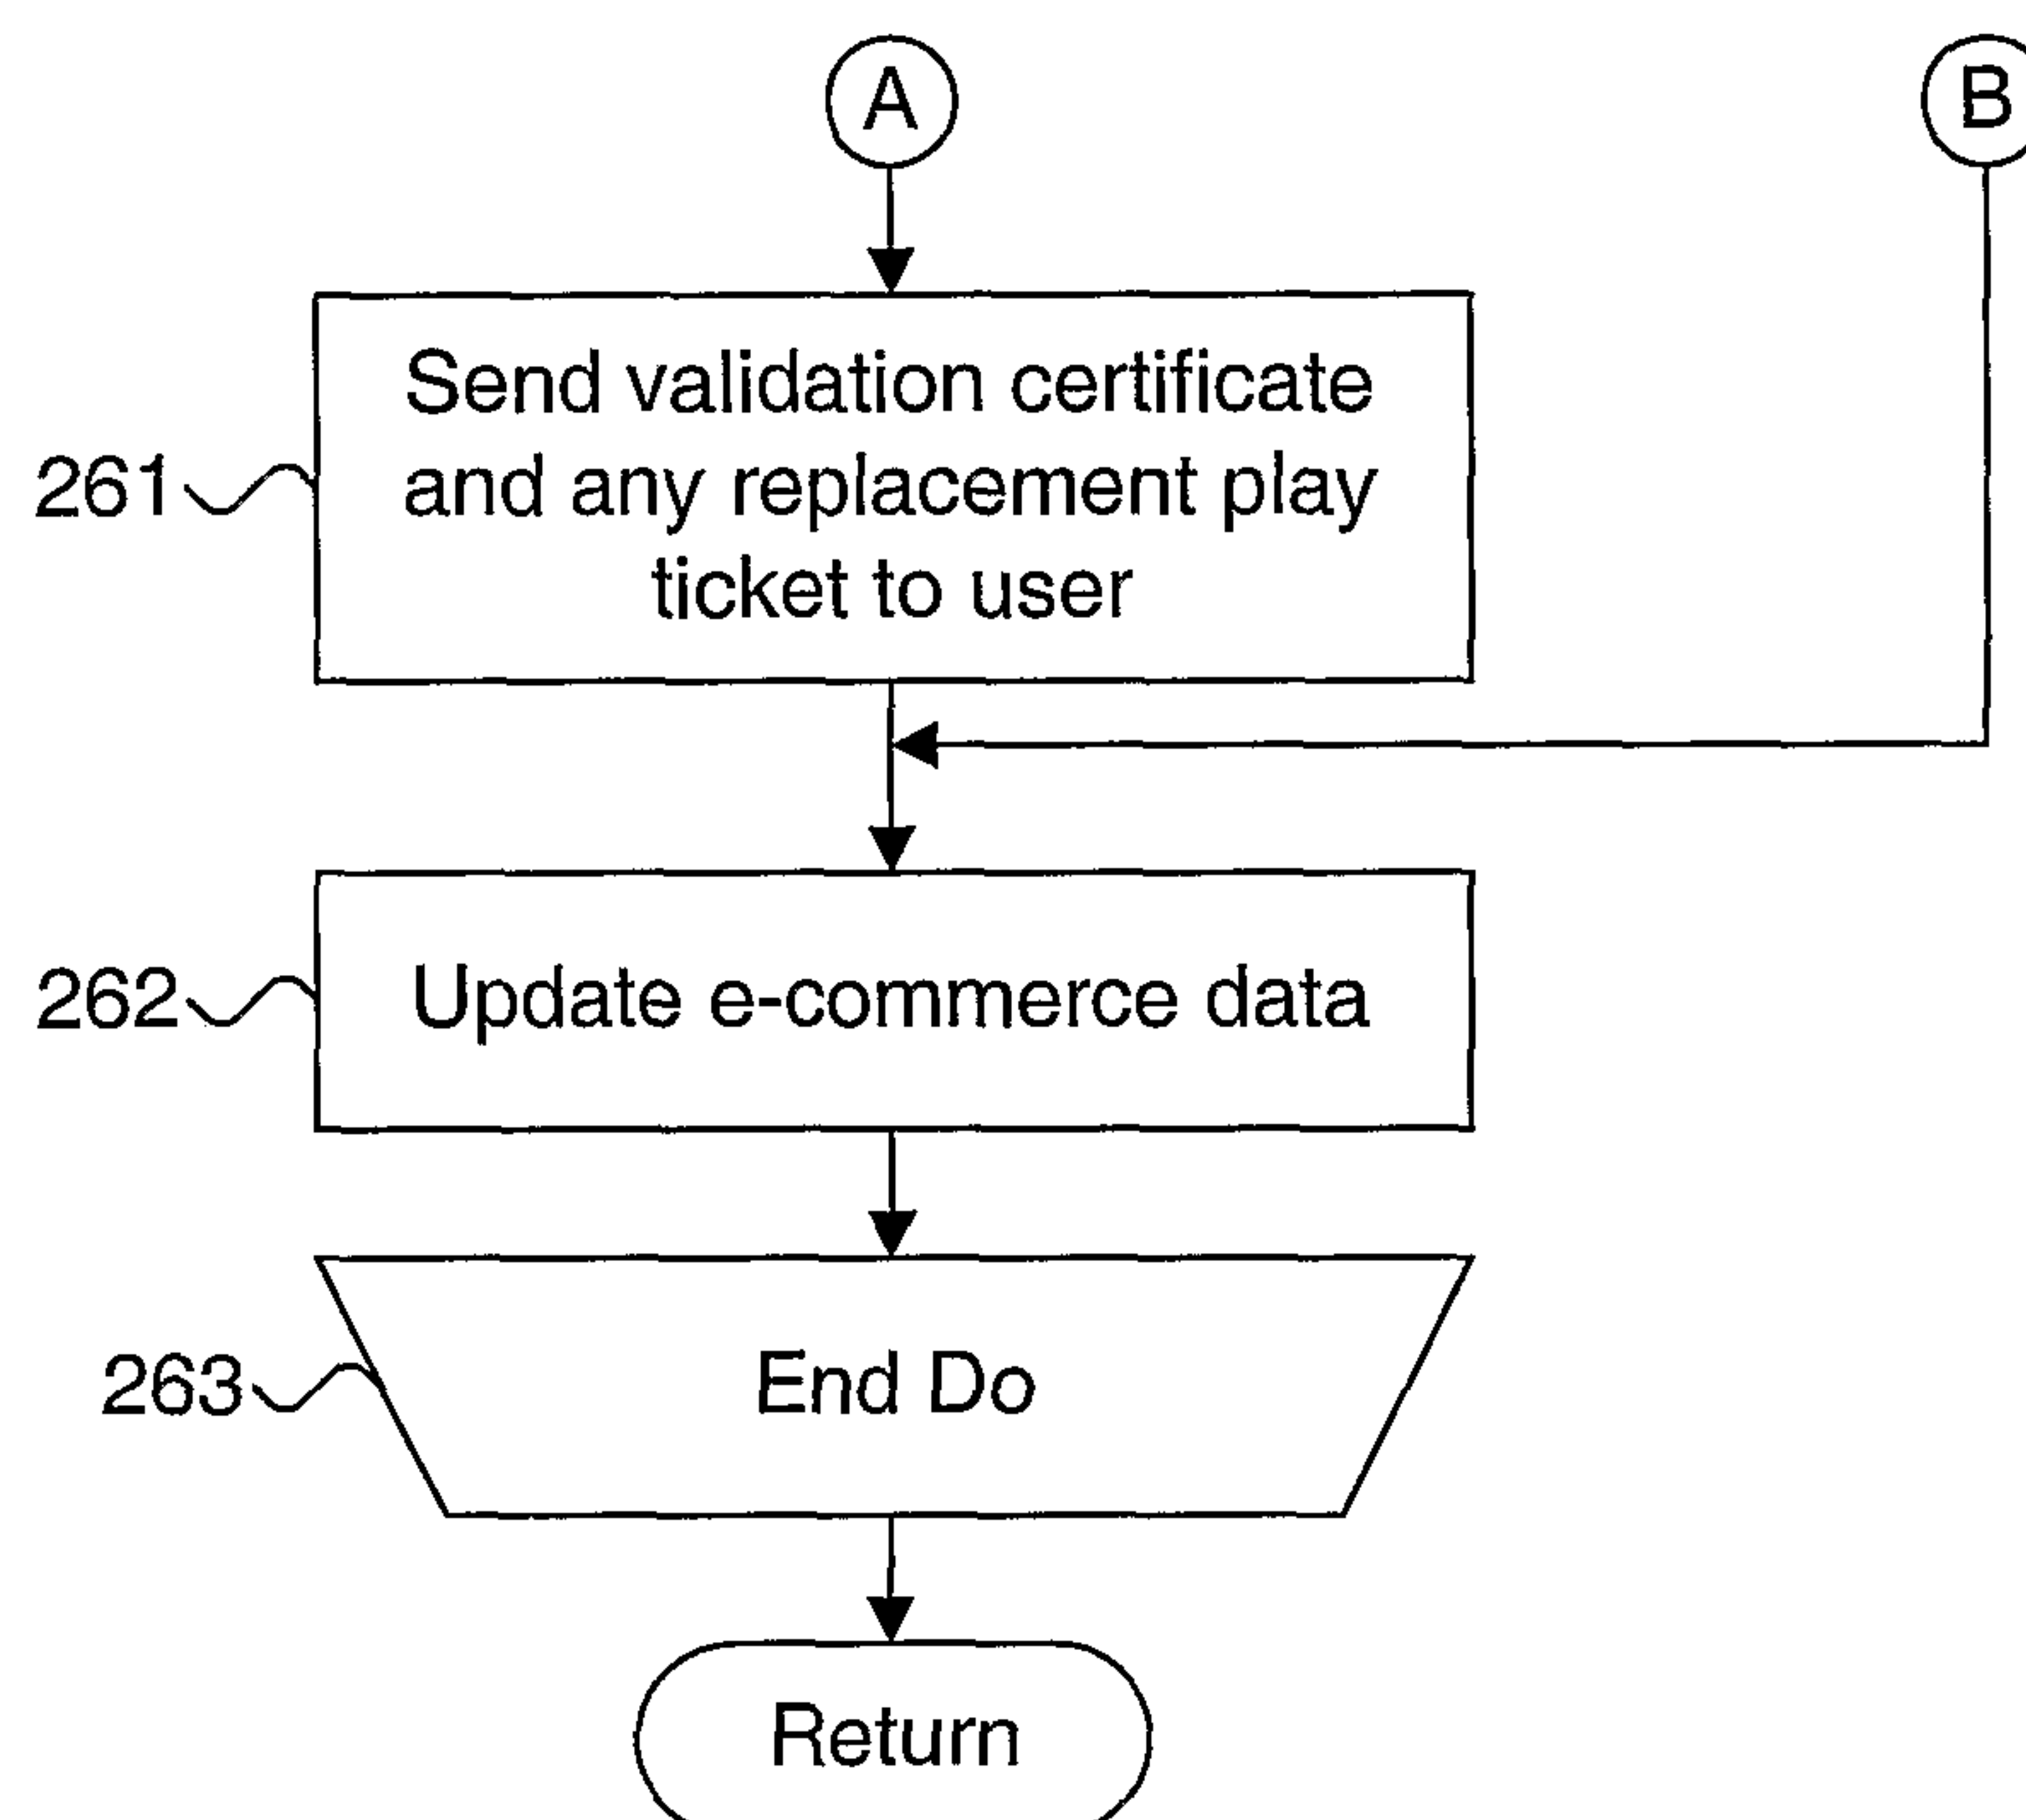 A
B
Send validation certificate
and any replacement play
ticket to user
261
Update e-commerce data
262
End Do
263
Return